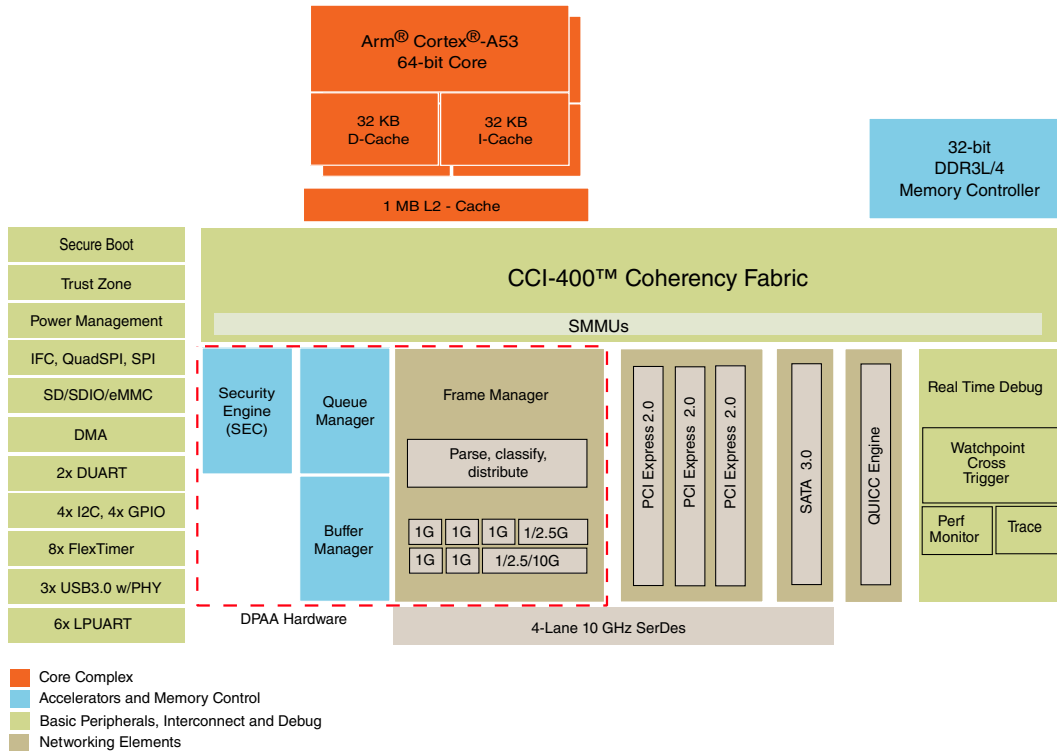 Arm® Cortex®-A53
64-bit Core
32 KB
D-Cache
32 KB
I-Cache
1 MB L2 - Cache
32-bit
DDR3L/4
Memory Controller
Secure Boot
Trust Zone
Power Management
IFC, QuadSPI, SPI
SD/SDIO/eMMC
DMA
2x DUART
4x I2C, 4x GPIO
8x FlexTimer
3x USB3.0 w/PHY
6x LPUART
CCI-400™ Coherency Fabric
SMMUs
Security
Engine
(SEC)
Queue
Manager
Buffer
Manager
Frame Manager
Parse, classify,
distribute
1G
1G
1G
1/2.5G
1G
1G
1/2.5/10G
DPAA Hardware
PCI Express 2.0
PCI Express 2.0
PCI Express 2.0
SATA 3.0
QUICC Engine
Real Time Debug
Watchpoint
Cross
Trigger
Perf
Monitor
Trace
4-Lane 10 GHz SerDes
Core Complex
Accelerators and Memory Control
Basic Peripherals, Interconnect and Debug
Networking Elements